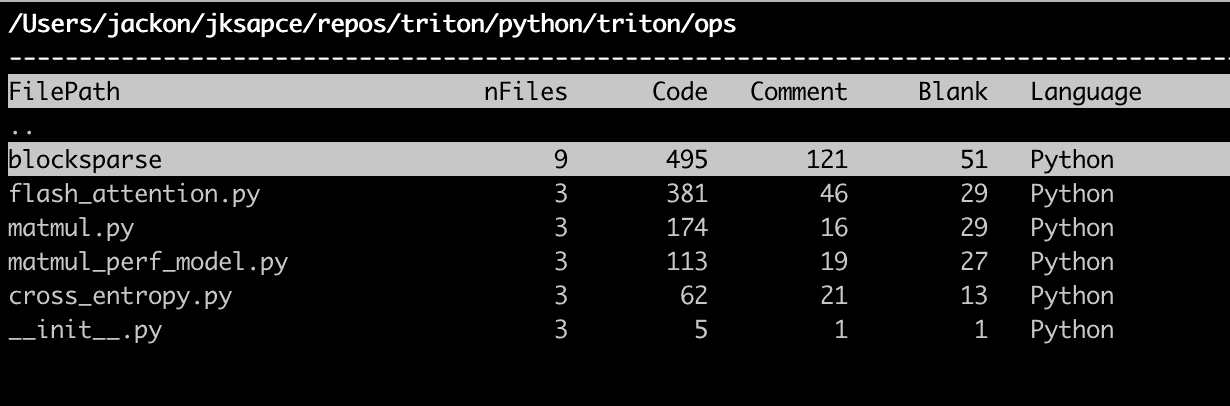 /Users/jackon/jksapce/repos/triton/python/triton/ops
--------------------------------------------------------------------------------------
FilePath nFiles Code Comment Blank Language
..
blocksparse 9 495 121 51 Python
flash_attention.py 3 381 46 29 Python
matmul.py 3 174 16 29 Python
matmul_perf_model.py 3 113 19 27 Python
cross_entropy.py 3 62 21 13 Python
__init__.py 3 5 1 1 Python